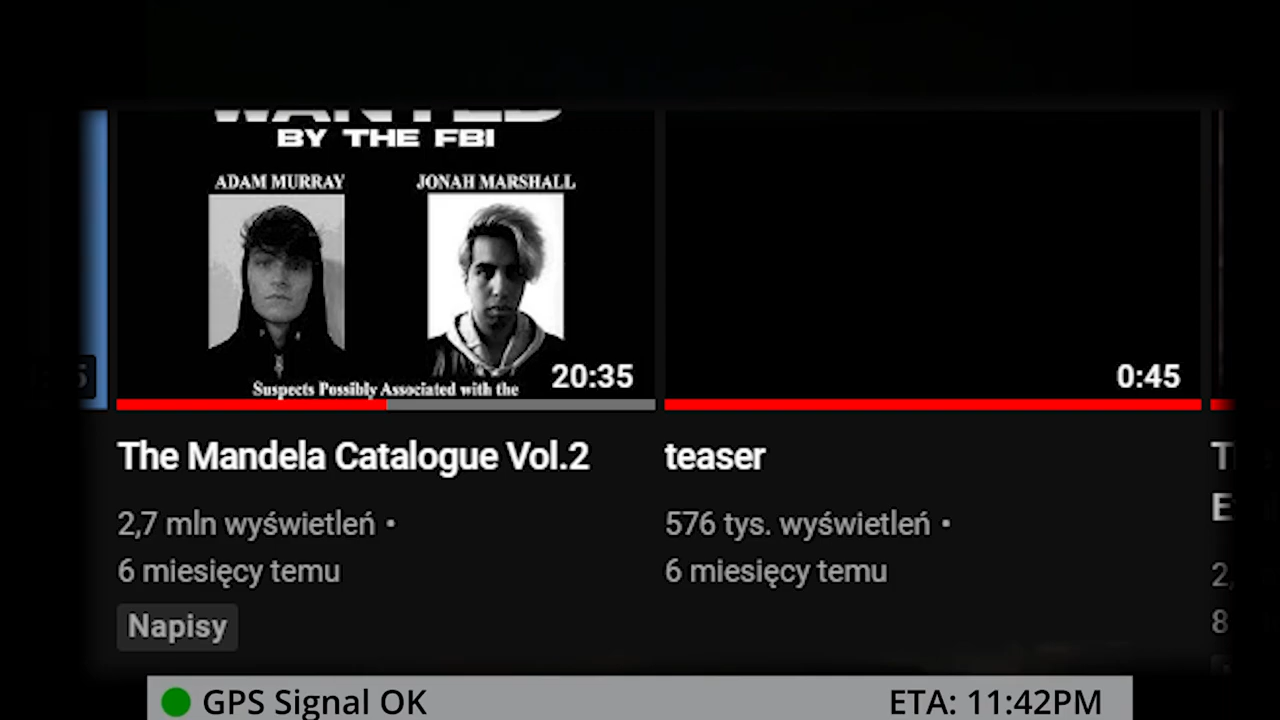 WANTED
BY THE FBI
ADAM MURRAY
JONAH MARSHALL
Suspects Possibly Associated with the
20:35
0:45
The Mandela Catalogue Vol.2
2,7 mln wyświetleń •
6 miesięcy temu
Napisy
teaser
576 tys. wyświetleń •
6 miesięcy temu
GPS Signal OK
ETA: 11:42PM